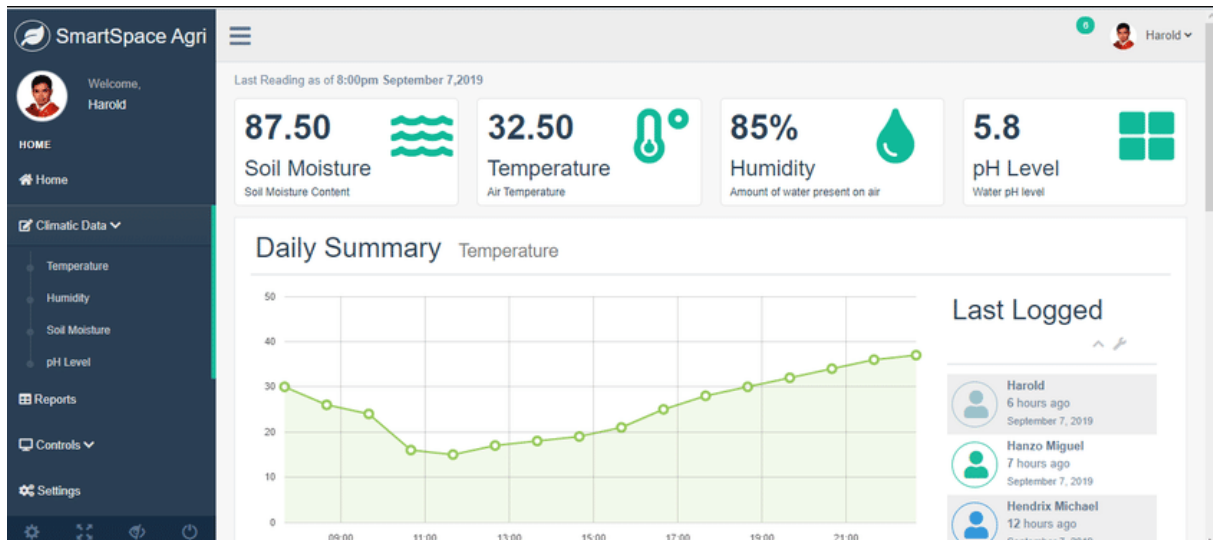 SmartSpace Agri
Welcome,
Harold
HOME
Home
Climatic Data
Temperature
Humidity
Soil Moisture
pH Level
Reports
Controls
Settings
6
Harold
Last Reading as of 8:00pm September 7,2019
87.50
Soil Moisture
Soil Moisture Content
32.50
Temperature
Air Temperature
85%
Humidity
Amount of water present on air
5.8
pH Level
Water pH level
Daily Summary Temperature
50
40
30
20
10
0
09:00 11:00 13:00 15:00 17:00 19:00 21:00
Last Logged
Harold
6 hours ago
September 7, 2019
Hanzo Miguel
7 hours ago
September 7, 2019
Hendrix Michael
12 hours ago
September 7, 2019